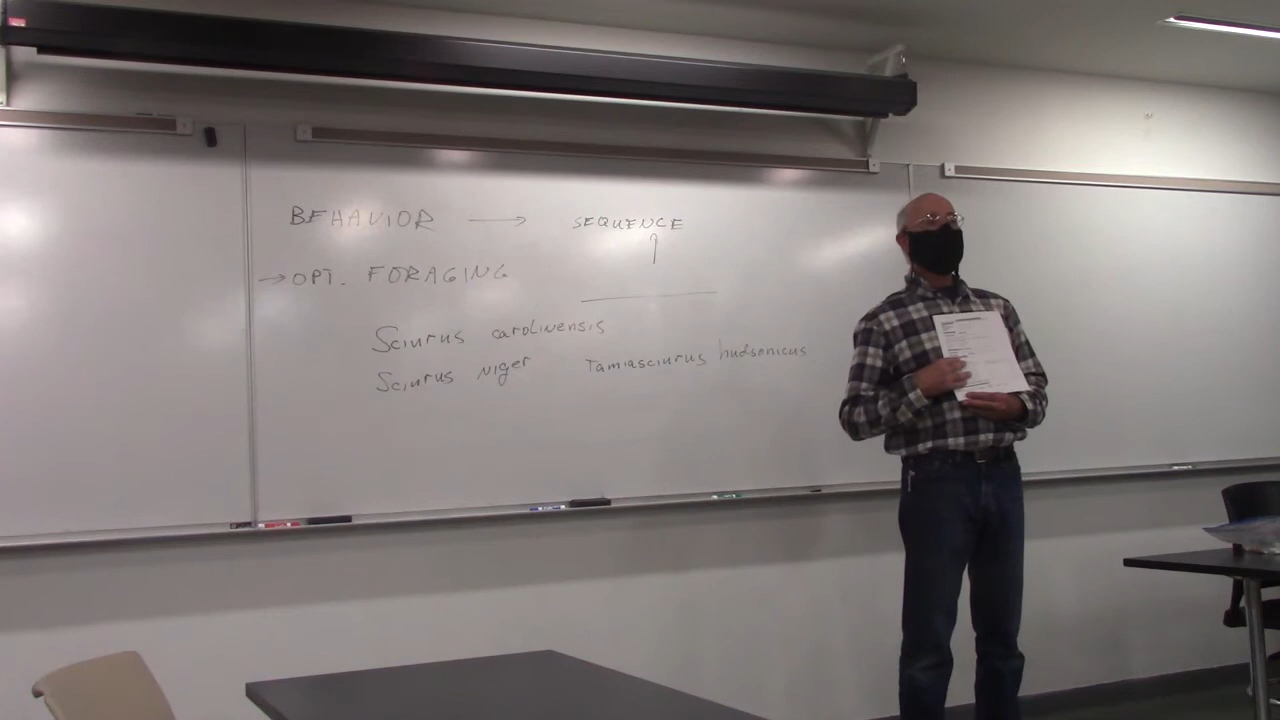 BEHAVIOR → SEQUENCE
↑
→ OPT. FORAGING
Sciurus carolinensis
Sciurus niger Tamiasciurus hudsonicus